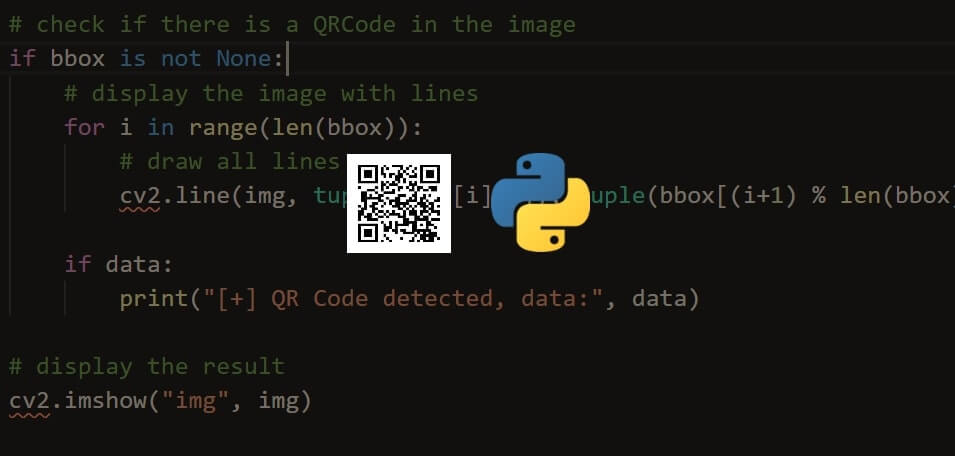 # check if there is a QRCode in the image
if bbox is not None:
# display the image with lines
for i in range(len(bbox)):
# draw all lines
cv2.line(img, tup [i] uple(bbox[(i+1) % len(bbox)
if data:
print("[+] QR Code detected, data:", data)
# display the result
cv2.imshow("img", img)